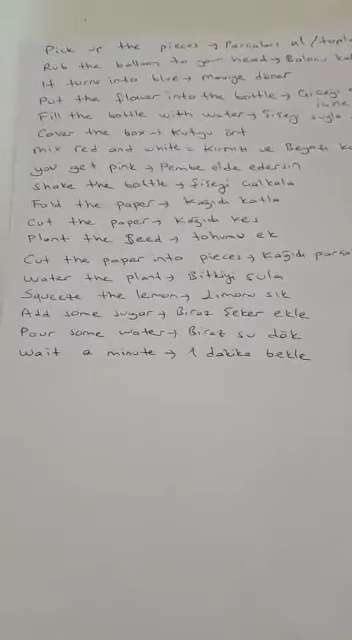 Pick up the pieces → Parçaları al / topl
Rub the balloon to your head → Balonu ka
It turns into blue → maviye döner
Put the flower into the bottle → Çiçeği
içine
Fill the bottle with water → Şişeyi suyla
Cover the box → Kutuyu ört
mix red and white = Kırmızı ve Beyazı ka
you get pink → Pembe elde edersin
Shake the bottle → şişeyi çalkala
Fold the paper → Kağıdı katla
Cut the paper → Kağıdı kes
Plant the seed → tohumu ek
Cut the paper into pieces → Kağıdı parça
Water the plant → Bitkiyi sula
Squeeze the lemon → Limonu sık
Add some sugar → Biraz Şeker ekle
Pour some water → Biraz su dök
Wait a minute → 1 dakika bekle